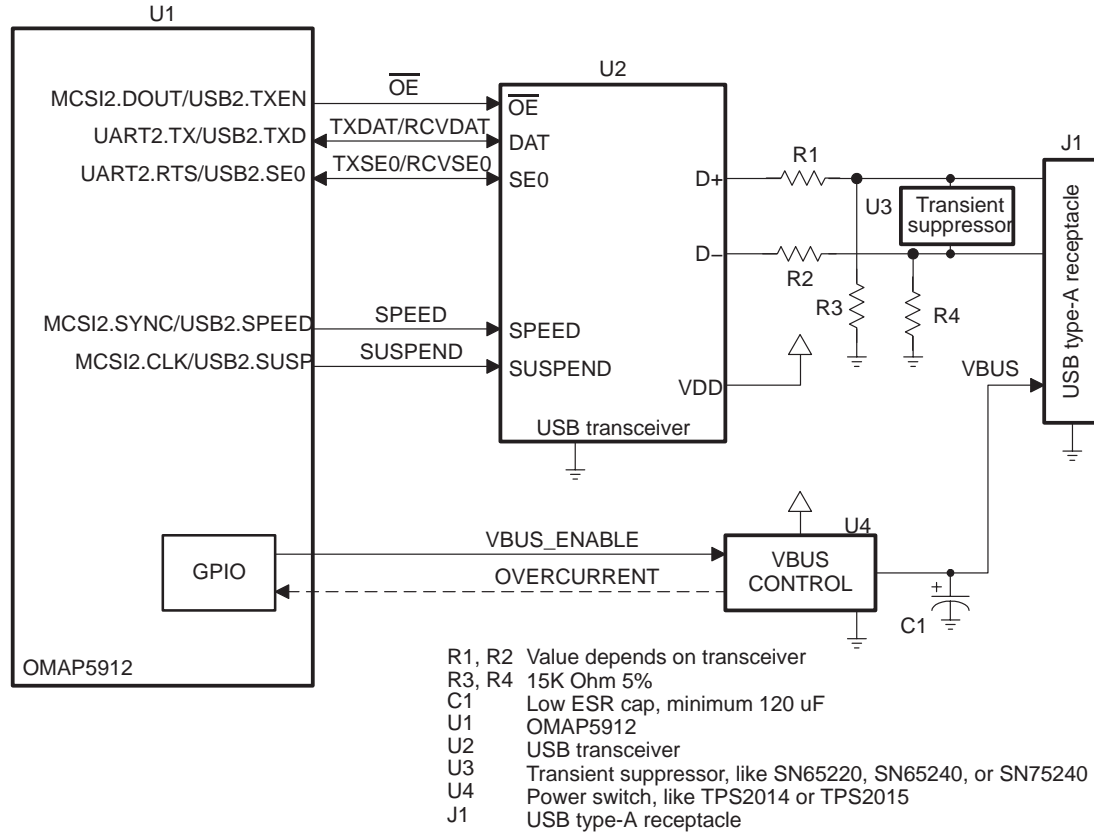 U1
U2
MCSI2.DOUT/USB2.TXEN
OE
OE
UART2.TX/USB2.TXD
TXDAT/RCVDAT
DAT
UART2.RTS/USB2.SE0
TXSE0/RCVSE0
SE0
D+
R1
J1
U3
Transient
suppressor
D−
R2
R3
R4
USB type-A receptacle
MCSI2.SYNC/USB2.SPEED
SPEED
SPEED
MCSI2.CLK/USB2.SUSP
SUSPEND
SUSPEND
VDD
VBUS
USB transceiver
U4
GPIO
VBUS_ENABLE
OVERCURRENT
VBUS
CONTROL
+
C1
OMAP5912
R1, R2 Value depends on transceiver
R3, R4 15K Ohm 5%
C1 Low ESR cap, minimum 120 uF
U1 OMAP5912
U2 USB transceiver
U3 Transient suppressor, like SN65220, SN65240, or SN75240
U4 Power switch, like TPS2014 or TPS2015
J1 USB type-A receptacle